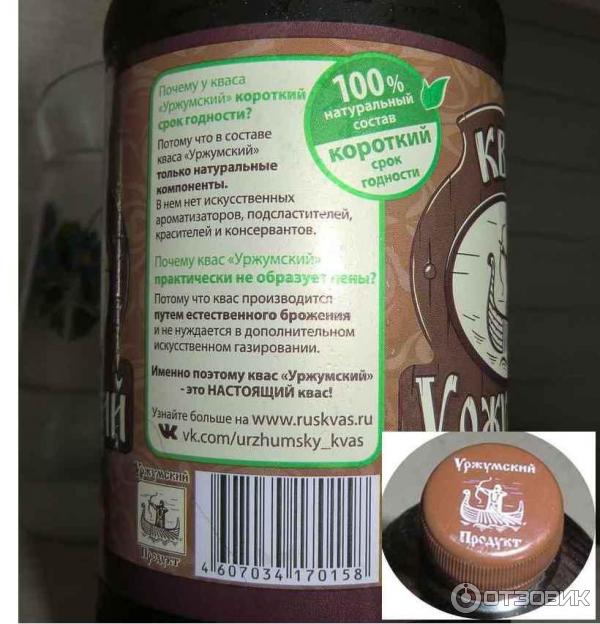 Почему у кваса
«Уржумский» короткий
срок годности?
Потому что в составе
кваса «Уржумский»
только натуральные
компоненты.
В нем нет искусственных
ароматизаторов, подсластителей,
красителей и консервантов.
100%
натуральный
состав
короткий
срок
годности
Почему квас «Уржумский»
практически не образует пены?
Потому что квас производится
путем естественного брожения
и не нуждается в дополнительном
искусственном газировании.
Именно поэтому квас «Уржумский»
- это НАСТОЯЩИЙ квас!
Узнайте больше на www.ruskvas.ru
vk.com/urzhumsky_kvas
Уржумский
Продукт
4 607034 170158
Уржумский
Продукт
ОТЗОВИК